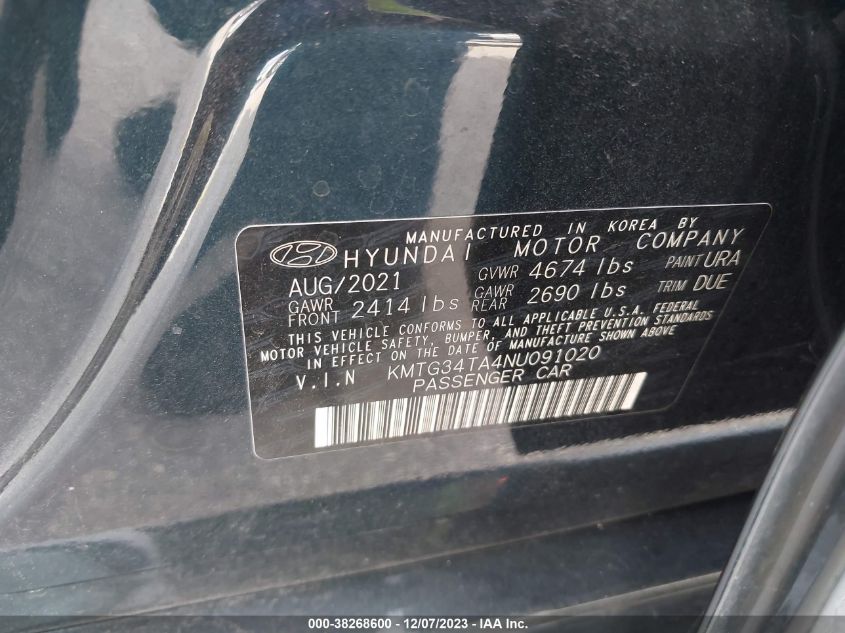 MANUFACTURED IN KOREA BY
HYUNDAI MOTOR COMPANY
AUG/2021 GVWR 4674 lbs PAINT URA
GAWR FRONT 2414 lbs GAWR REAR 2690 lbs TRIM DUE
THIS VEHICLE CONFORMS TO ALL APPLICABLE U.S.A. FEDERAL
MOTOR VEHICLE SAFETY, BUMPER, AND THEFT PREVENTION STANDARDS
IN EFFECT ON THE DATE OF MANUFACTURE SHOWN ABOVE
V.I.N KMTG34TA4NU091020
PASSENGER CAR
000-38268600 - 12/07/2023 - IAA Inc.